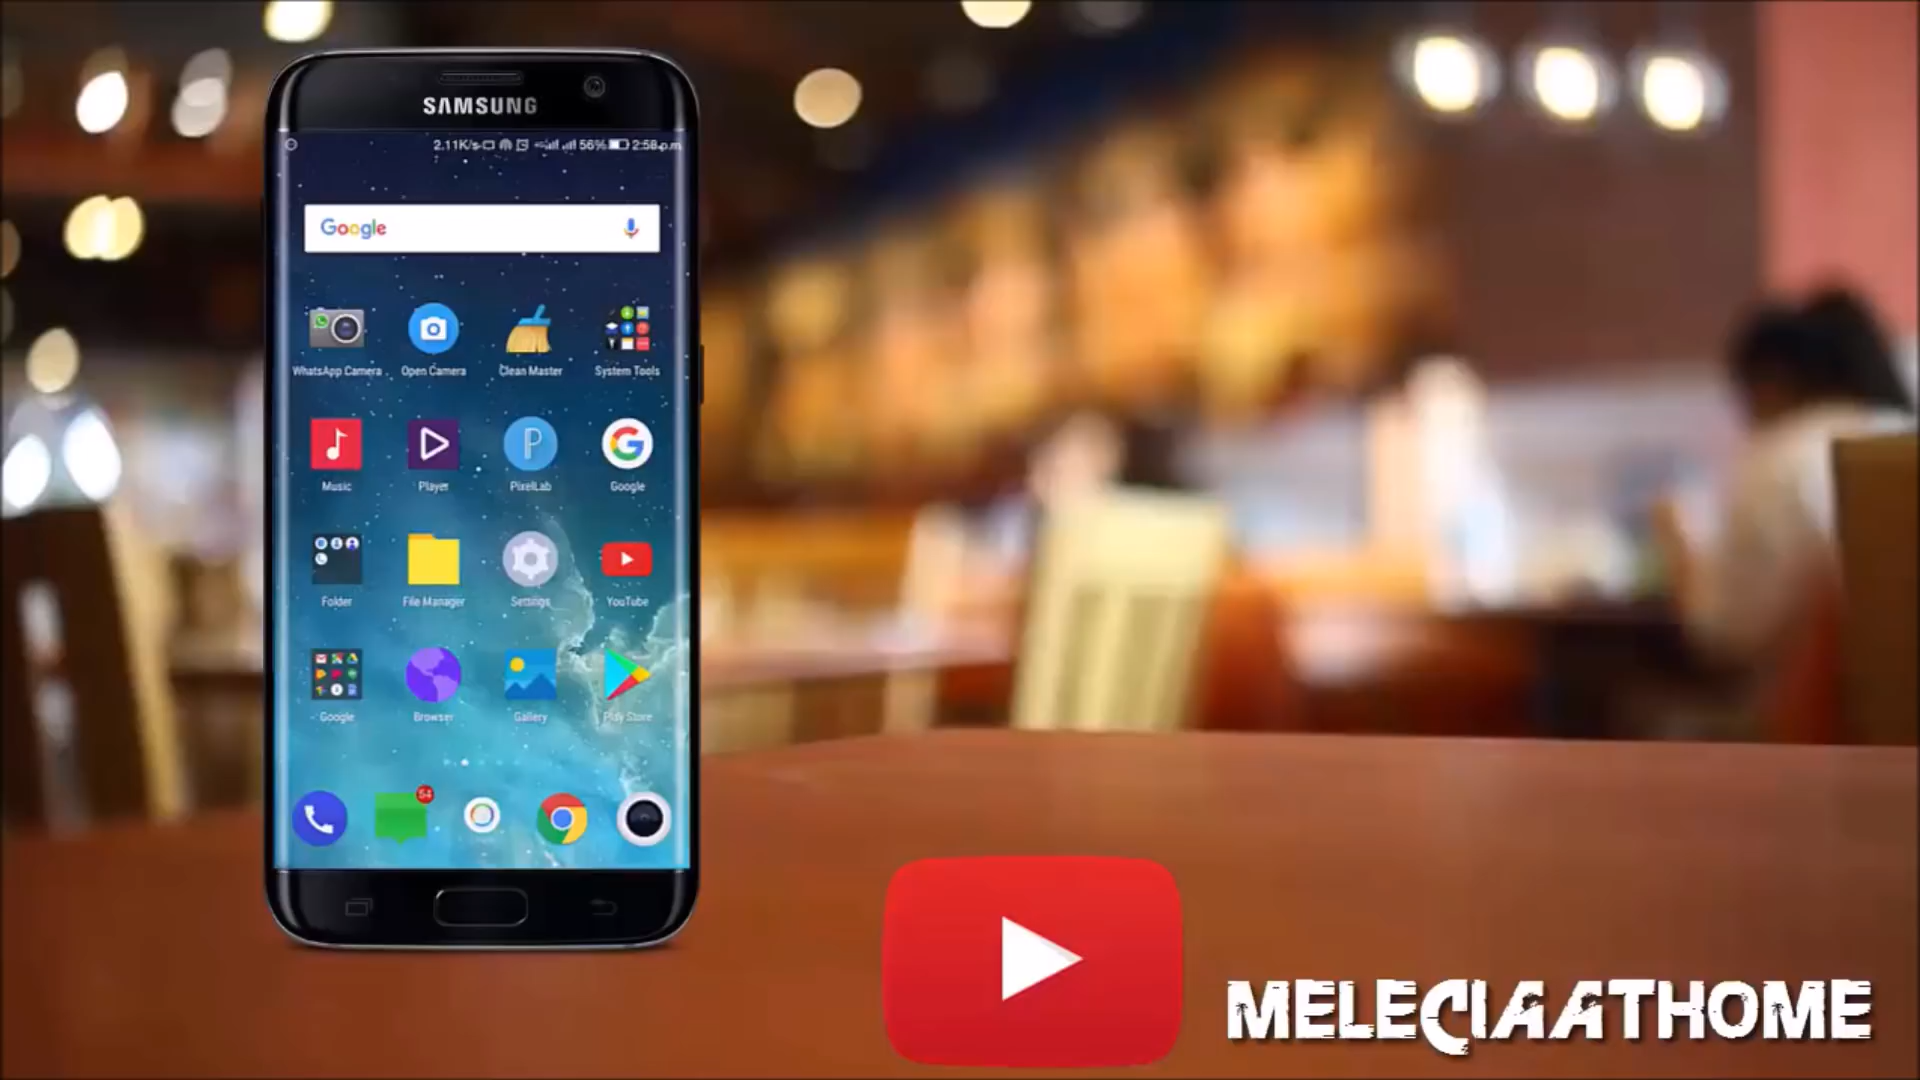 SAMSUNG
2.11K/s 56% 2:58 p.m.
Google
WhatsApp Camera Open Camera Clean Master System Tools
Music Player PixelLab Google
P
Folder File Manager Settings YouTube
Google Browser Gallery Play Store
54
MELECIAATHOME